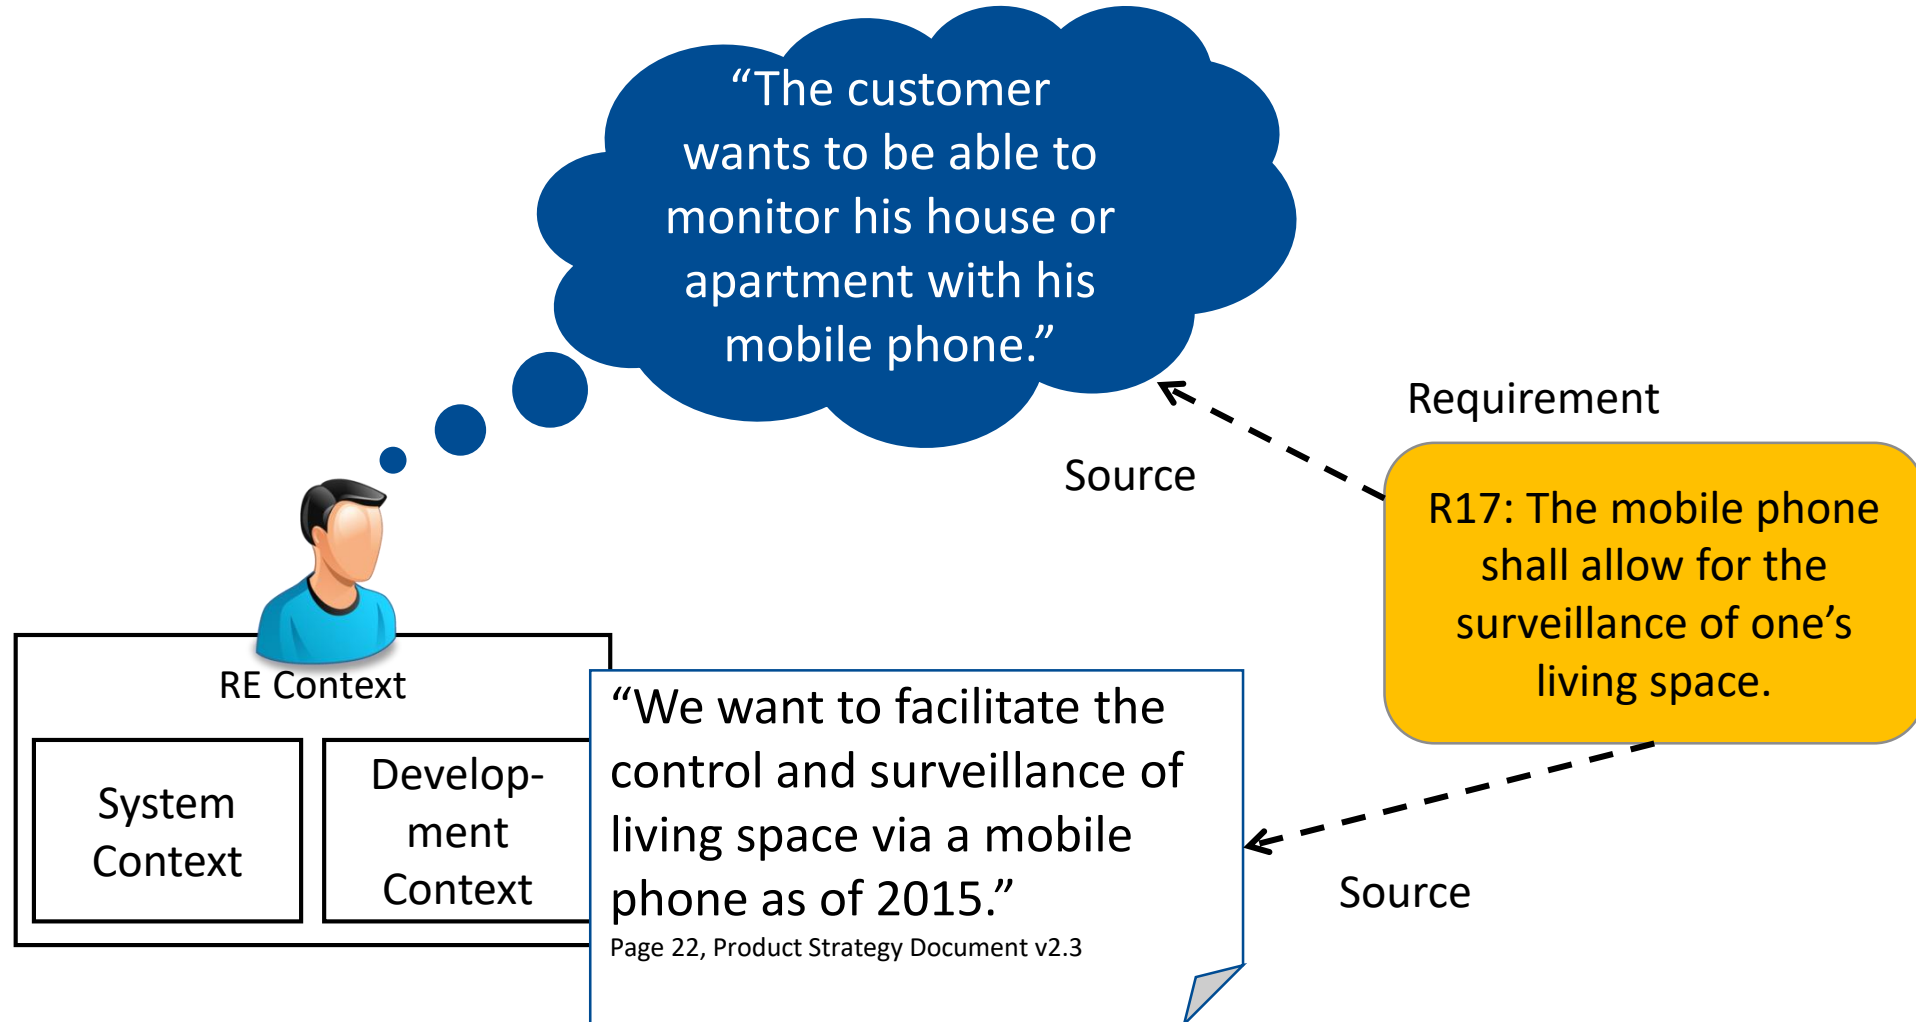 “The customer
wants to be able to
monitor his house or
apartment with his
mobile phone.”
Requirement
Source
R17: The mobile phone
shall allow for the
surveillance of one’s
living space.
RE Context
System
Context
Develop-
ment
Context
“We want to facilitate the
control and surveillance of
living space via a mobile
phone as of 2015.”
Page 22, Product Strategy Document v2.3
Source